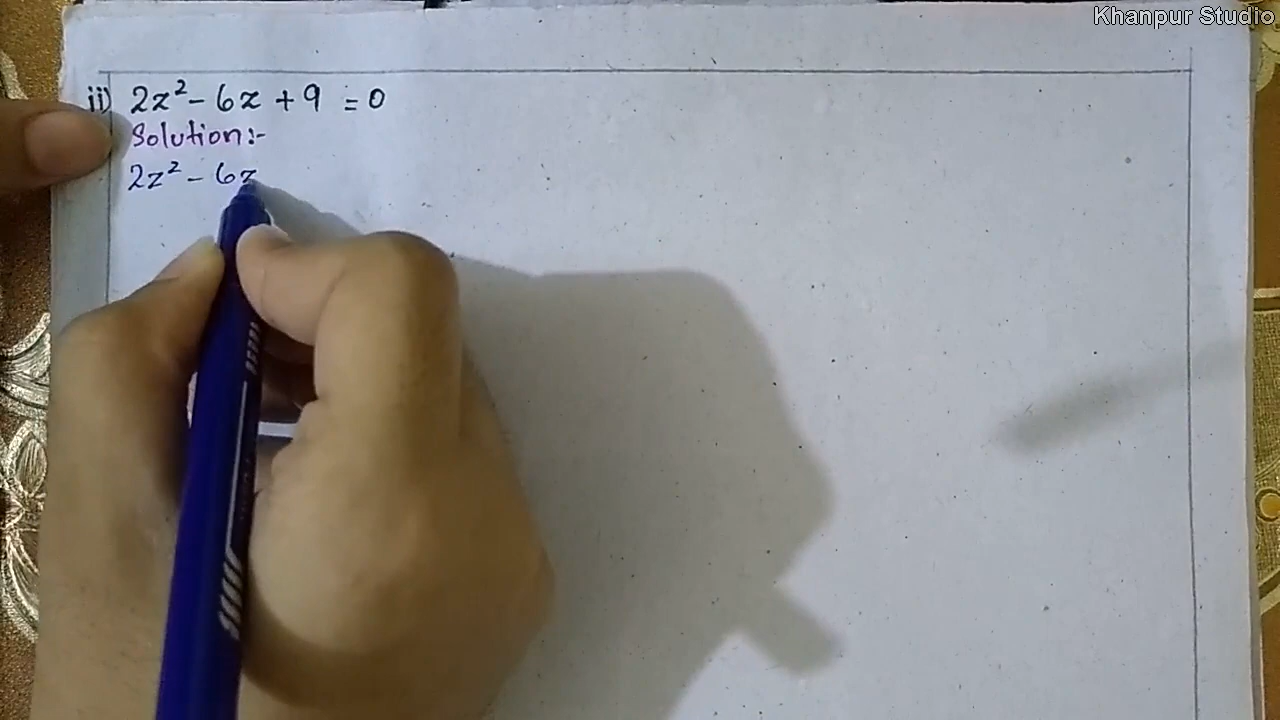 Khanpur Studio
ii) 2z² - 6z + 9 = 0
Solution:-
2z² - 6z